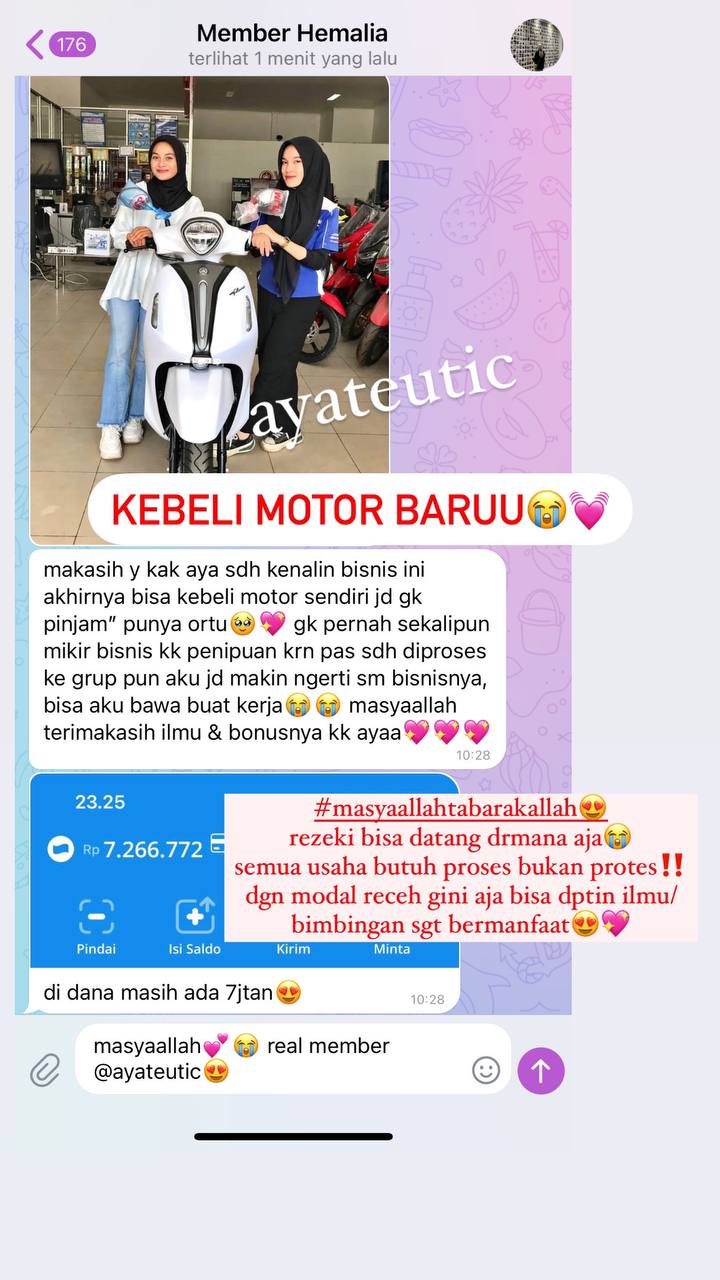 176
Member Hemalia
terlihat 1 menit yang lalu
ayateutic
KEBELI MOTOR BARUU😭💓
makasih y kak aya sdh kenalin bisnis ini
akhirnya bisa kebeli motor sendiri jd gk
pinjam” punya ortu🥹💖 gk pernah sekalipun
mikir bisnis kk penipuan krn pas sdh diproses
ke grup pun aku jd makin ngerti sm bisnisnya,
bisa aku bawa buat kerja😭😭 masyaallah
terimakasih ilmu & bonusnya kk ayaa💖💖💖
10:28
23.25
Rp 7.266.772
#masyaallahtabarakallah😍
rezeki bisa datang drmana aja😭
semua usaha butuh proses bukan protes‼️
dgn modal receh gini aja bisa dptin ilmu/
bimbingan sgt bermanfaat😍💖
Pindai Isi Saldo Kirim Minta
di dana masih ada 7jtan😍
10:28
masyaallah💕😭 real member
@ayateutic😍